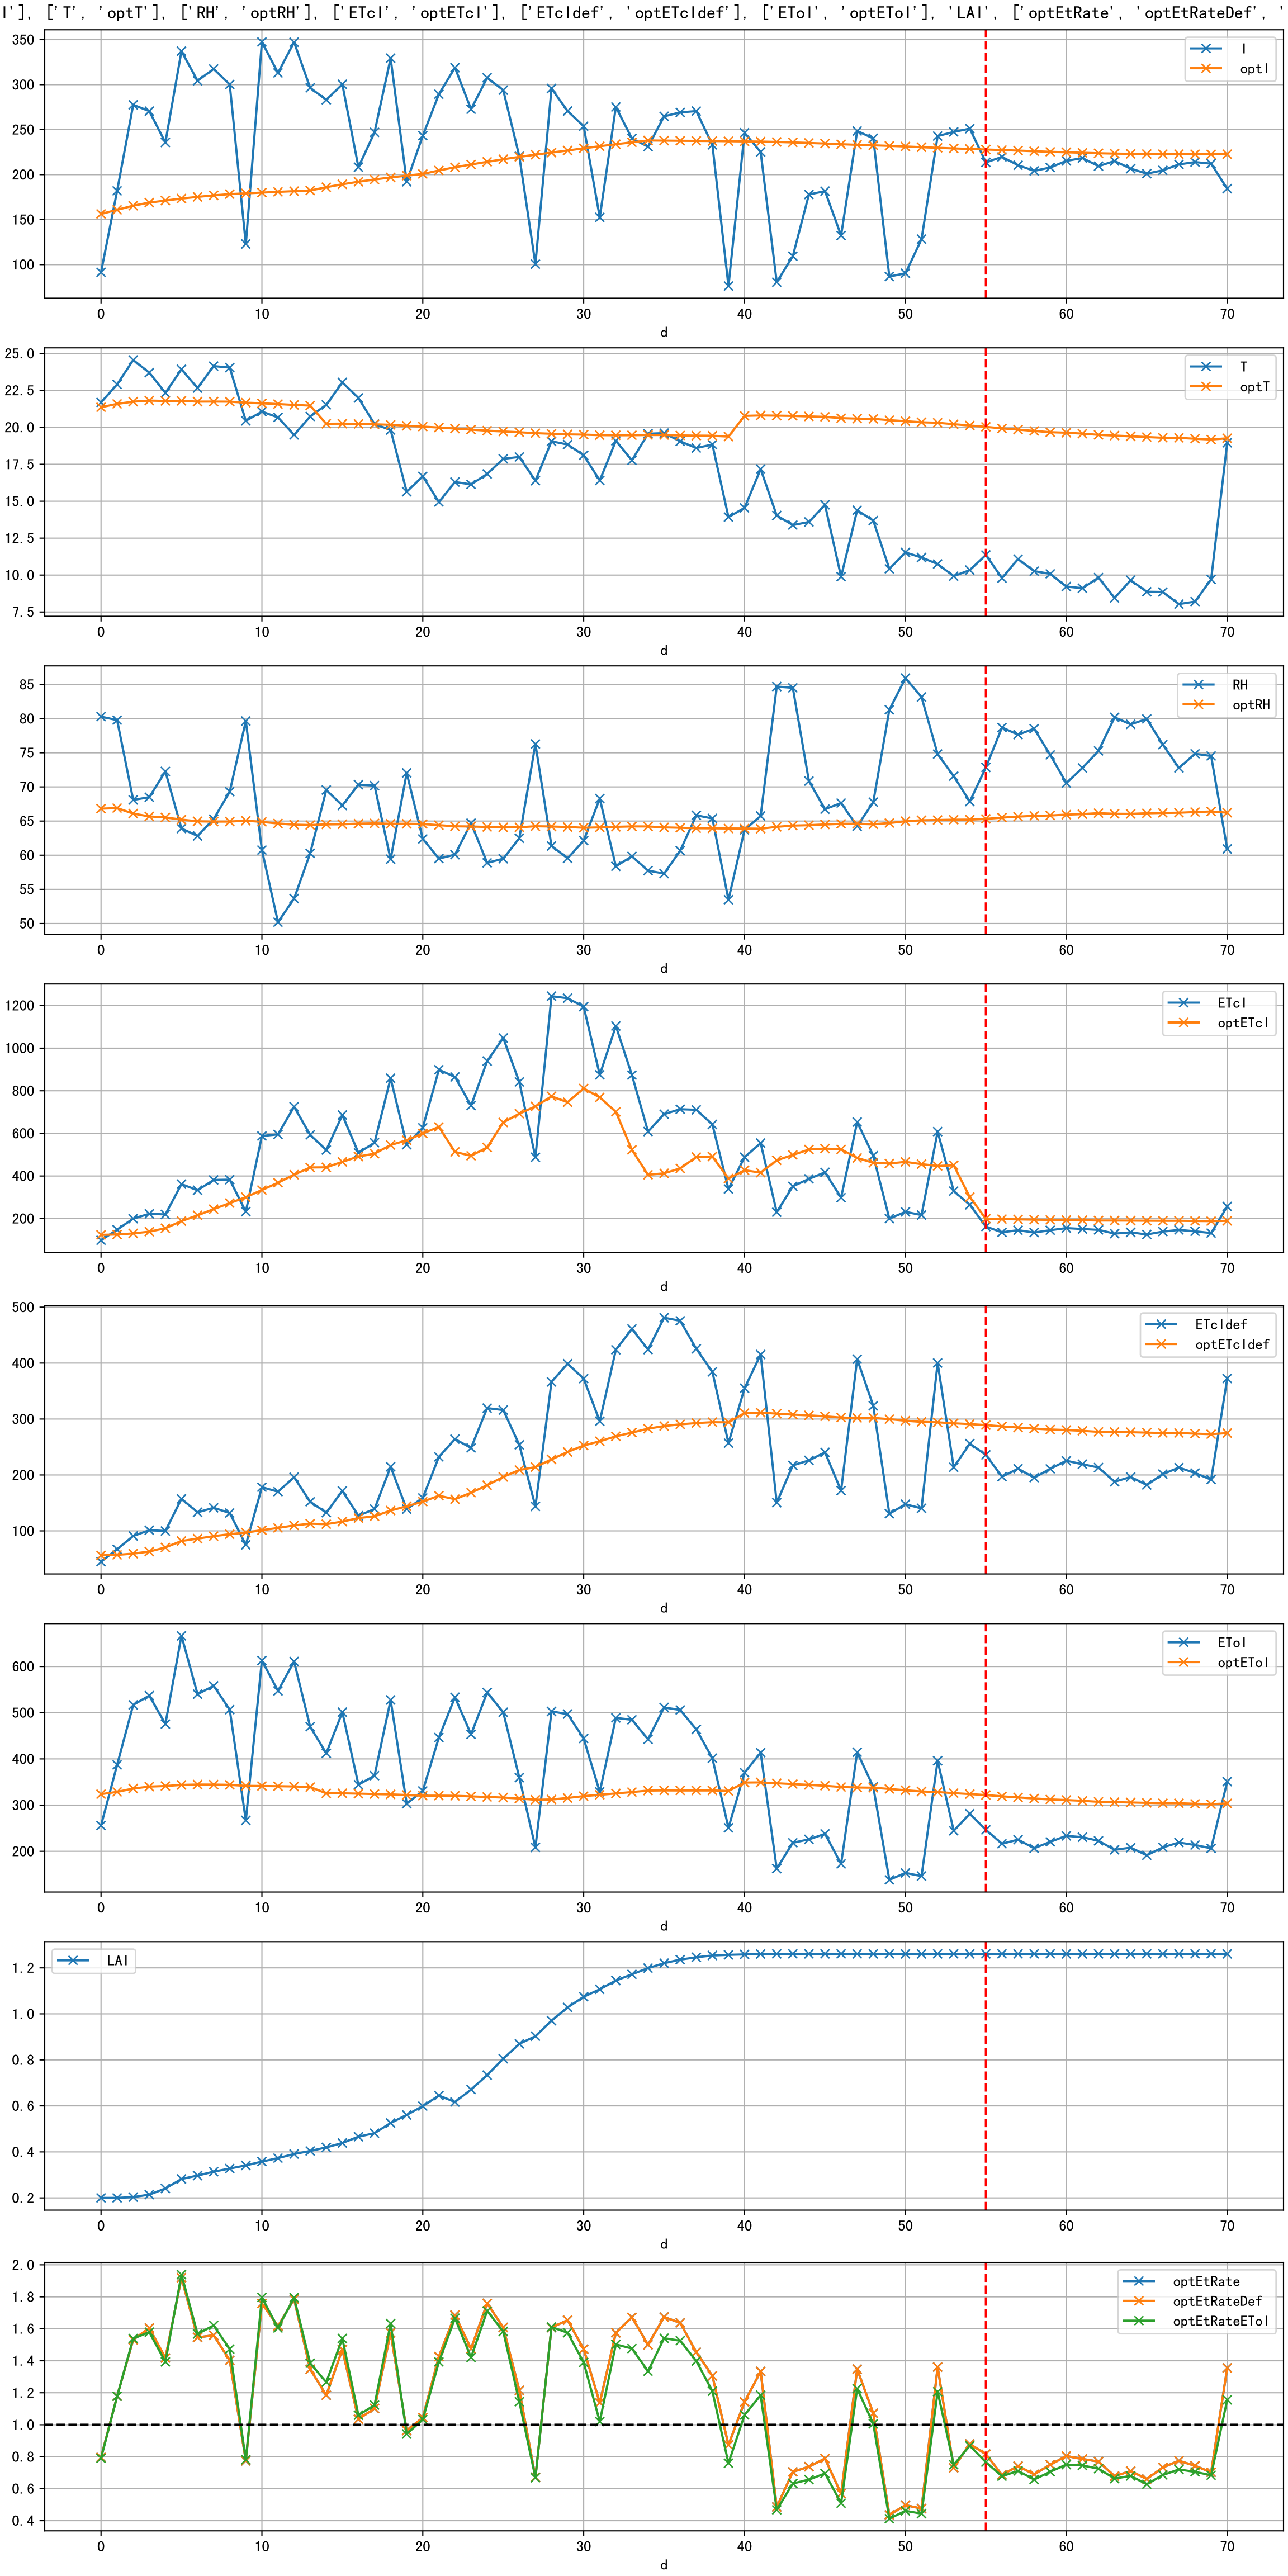 I'], ['T', 'optT'], ['RH', 'optRH'], ['ETcI', 'optETcI'], ['ETcIdef', 'optETcIdef'], ['EToI', 'optEToI'], 'LAI', ['optEtRate', 'optEtRateDef', '
350
300
250
200
150
100
I
optI
0 10 20 30 40 50 60 70
d
25.0
22.5
20.0
17.5
15.0
12.5
10.0
7.5
T
optT
0 10 20 30 40 50 60 70
d
85
80
75
70
65
60
55
50
RH
optRH
0 10 20 30 40 50 60 70
d
1200
1000
800
600
400
200
ETcI
optETcI
0 10 20 30 40 50 60 70
d
500
400
300
200
100
ETcIdef
optETcIdef
0 10 20 30 40 50 60 70
d
600
500
400
300
200
EToI
optEToI
0 10 20 30 40 50 60 70
d
1.2
1.0
0.8
0.6
0.4
0.2
LAI
0 10 20 30 40 50 60 70
d
2.0
1.8
1.6
1.4
1.2
1.0
0.8
0.6
0.4
optEtRate
optEtRateDef
optEtRateEToI
0 10 20 30 40 50 60 70
d